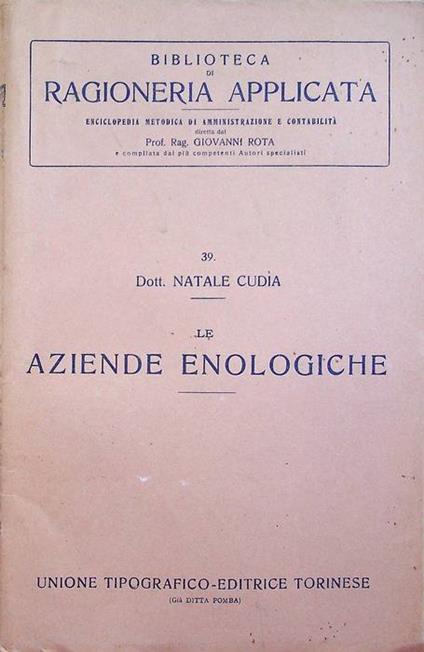 BIBLIOTECA
DI
RAGIONERIA APPLICATA
ENCICLOPEDIA METODICA DI AMMINISTRAZIONE E CONTABILITÀ
diretta dal
Prof. Rag. GIOVANNI ROTA
e compilata dai più competenti Autori specialisti
39.
Dott. NATALE CUDÌA
LE
AZIENDE ENOLOGICHE
UNIONE TIPOGRAFICO-EDITRICE TORINESE
(Già DITTA POMBA)